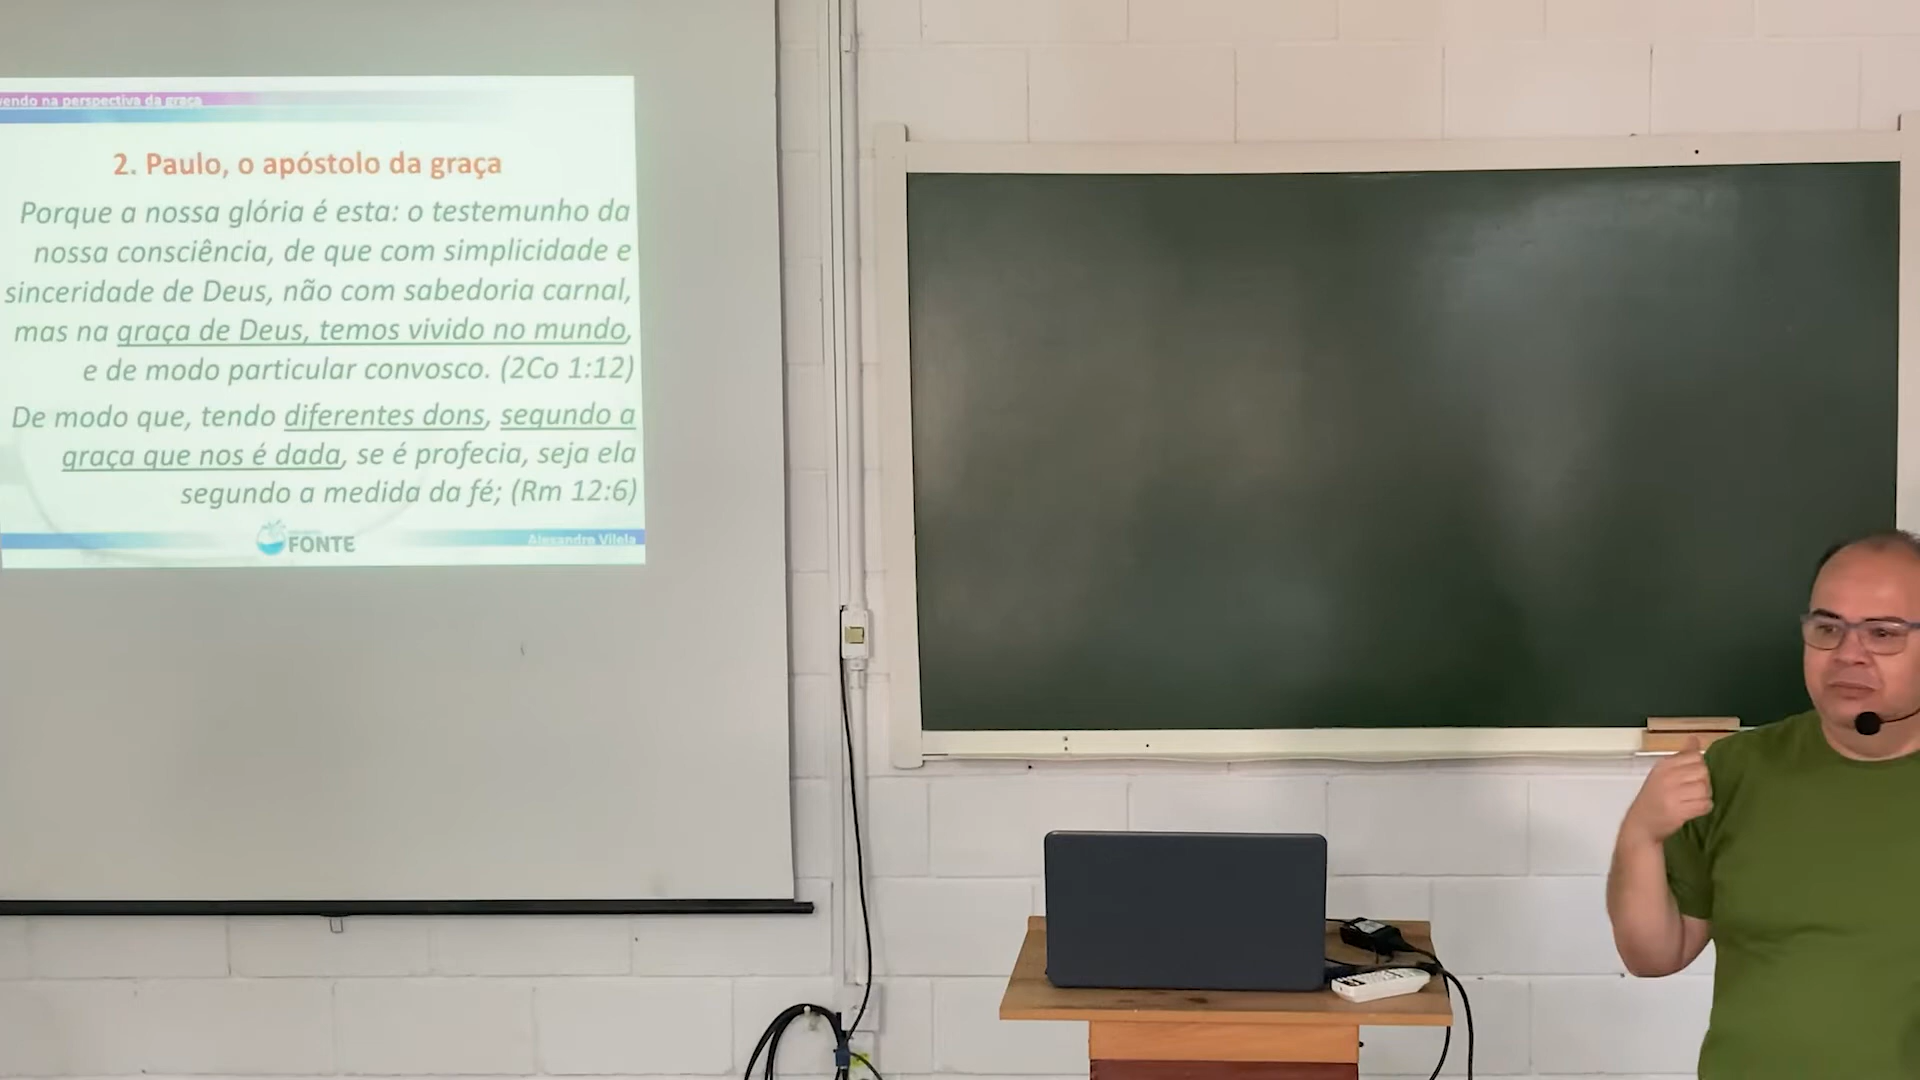 na perspectiva da graça
2. Paulo, o apóstolo da graça
Porque a nossa glória é esta: o testemunho da
nossa consciência, de que com simplicidade e
sinceridade de Deus, não com sabedoria carnal,
mas na graça de Deus, temos vivido no mundo,
e de modo particular convosco. (2Co 1:12)
De modo que, tendo diferentes dons, segundo a
graça que nos é dada, se é profecia, seja ela
segundo a medida da fé; (Rm 12:6)
FONTE
Alexandre Vilela